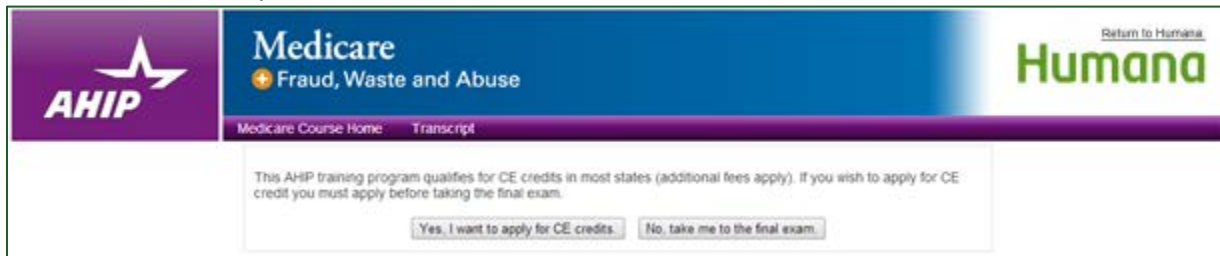 AHIP
Medicare
Fraud, Waste and Abuse
Return to Humana
Humana
Medicare Course Home Transcript
This AHIP training program qualifies for CE credits in most states (additional fees apply). If you wish to apply for CE
credit you must apply before taking the final exam.
Yes, I want to apply for CE credits. No, take me to the final exam.